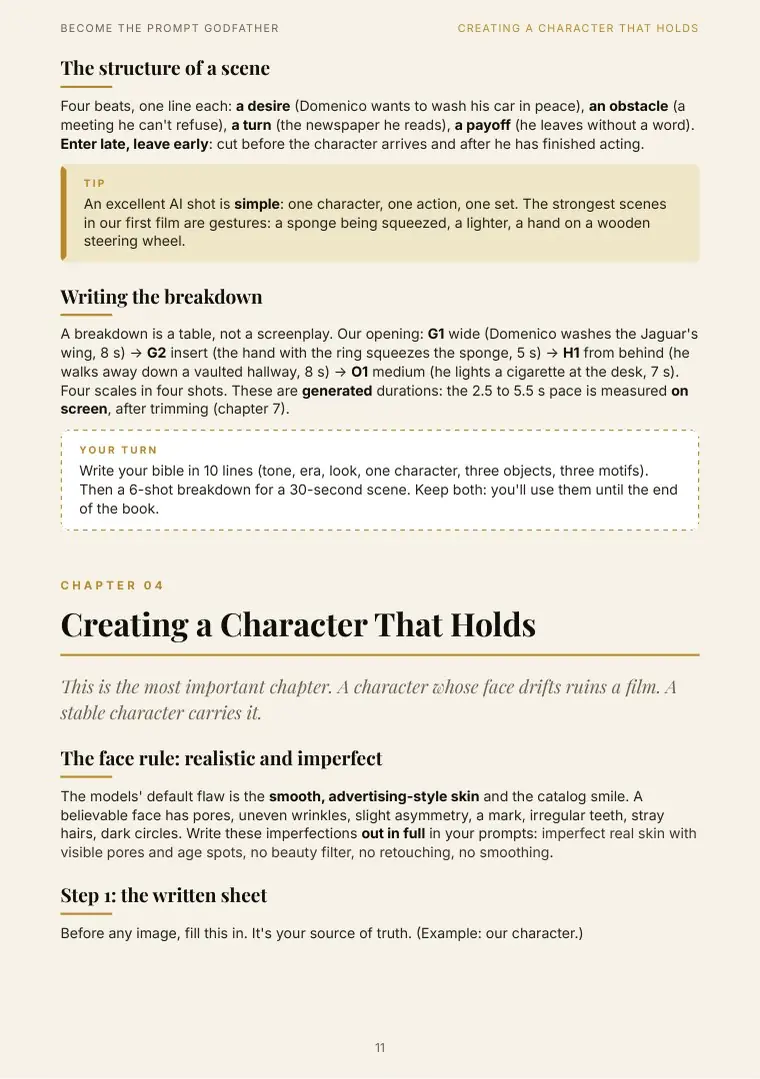 BECOME THE PROMPT GODFATHER
CREATING A CHARACTER THAT HOLDS
The structure of a scene
Four beats, one line each: a desire (Domenico wants to wash his car in peace), an obstacle (a
meeting he can't refuse), a turn (the newspaper he reads), a payoff (he leaves without a word).
Enter late, leave early: cut before the character arrives and after he has finished acting.
TIP
An excellent AI shot is simple: one character, one action, one set. The strongest scenes
in our first film are gestures: a sponge being squeezed, a lighter, a hand on a wooden
steering wheel.
Writing the breakdown
A breakdown is a table, not a screenplay. Our opening: G1 wide (Domenico washes the Jaguar's
wing, 8 s) → G2 insert (the hand with the ring squeezes the sponge, 5 s) → H1 from behind (he
walks away down a vaulted hallway, 8 s) → O1 medium (he lights a cigarette at the desk, 7 s).
Four scales in four shots. These are generated durations: the 2.5 to 5.5 s pace is measured on
screen, after trimming (chapter 7).
YOUR TURN
Write your bible in 10 lines (tone, era, look, one character, three objects, three motifs).
Then a 6-shot breakdown for a 30-second scene. Keep both: you'll use them until the end
of the book.
CHAPTER 04
Creating a Character That Holds
This is the most important chapter. A character whose face drifts ruins a film. A
stable character carries it.
The face rule: realistic and imperfect
The models' default flaw is the smooth, advertising-style skin and the catalog smile. A
believable face has pores, uneven wrinkles, slight asymmetry, a mark, irregular teeth, stray
hairs, dark circles. Write these imperfections out in full in your prompts: imperfect real skin with
visible pores and age spots, no beauty filter, no retouching, no smoothing.
Step 1: the written sheet
Before any image, fill this in. It's your source of truth. (Example: our character.)
11